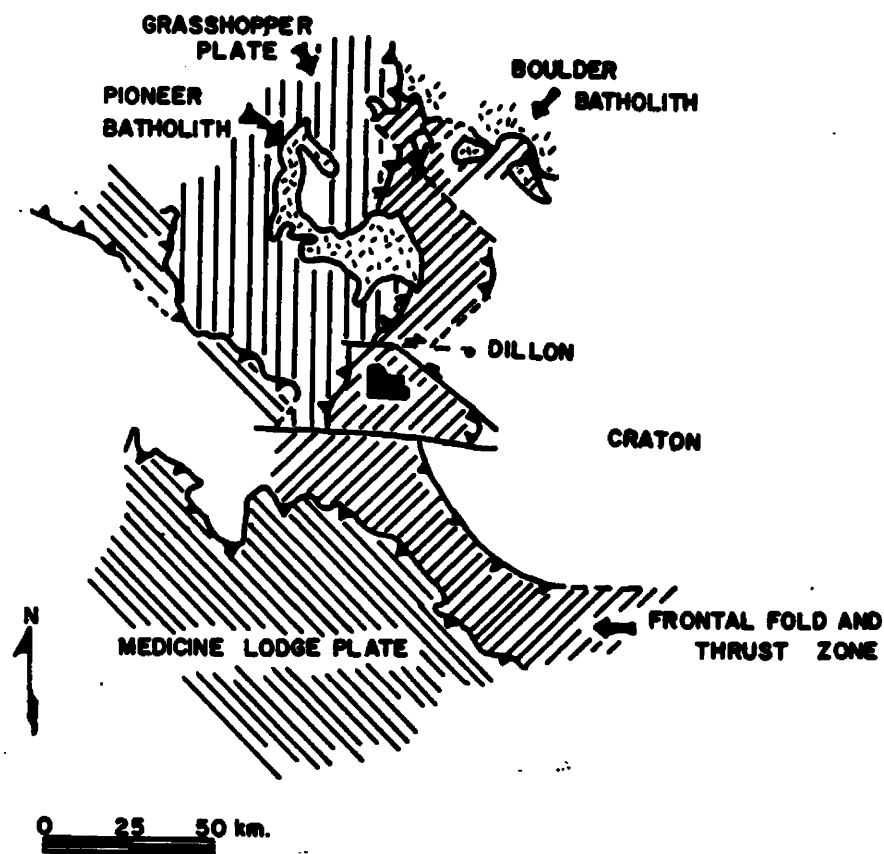 GRASSHOPPER
PLATE
BOULDER
BATHOLITH
PIONEER
BATHOLITH
DILLON
CRATON
N
FRONTAL FOLD AND
THRUST ZONE
MEDICINE LODGE PLATE
0 25 50 km.